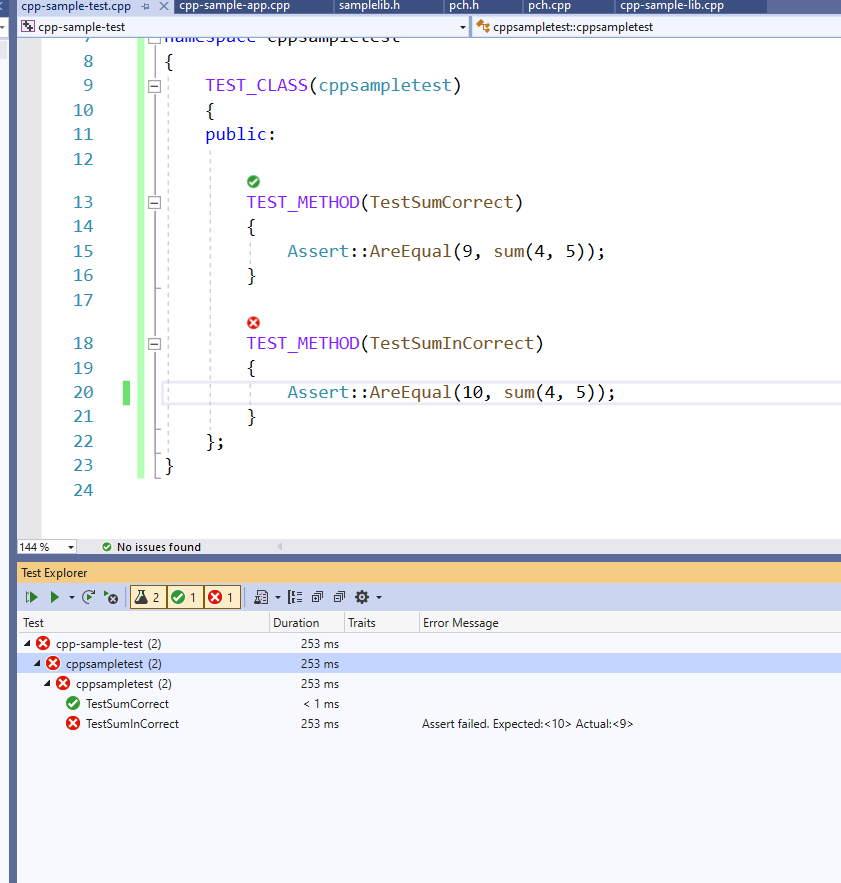 cpp-sample-test.cpp cpp-sample-app.cpp samplelib.h pch.h pch.cpp cpp-sample-lib.cpp
cpp-sample-test cppsampletest::cppsampletest
7 namespace cppsampletest
8 {
9 TEST_CLASS(cppsampletest)
10 {
11 public:
12
13 TEST_METHOD(TestSumCorrect)
14 {
15 Assert::AreEqual(9, sum(4, 5));
16 }
17
18 TEST_METHOD(TestSumInCorrect)
19 {
20 Assert::AreEqual(10, sum(4, 5));
21 }
22 };
23 }
24
144 % No issues found
Test Explorer
2 1 1
Test Duration Traits Error Message
cpp-sample-test (2) 253 ms
cppsampletest (2) 253 ms
cppsampletest (2) 253 ms
TestSumCorrect < 1 ms
TestSumInCorrect 253 ms Assert failed. Expected:<10> Actual:<9>